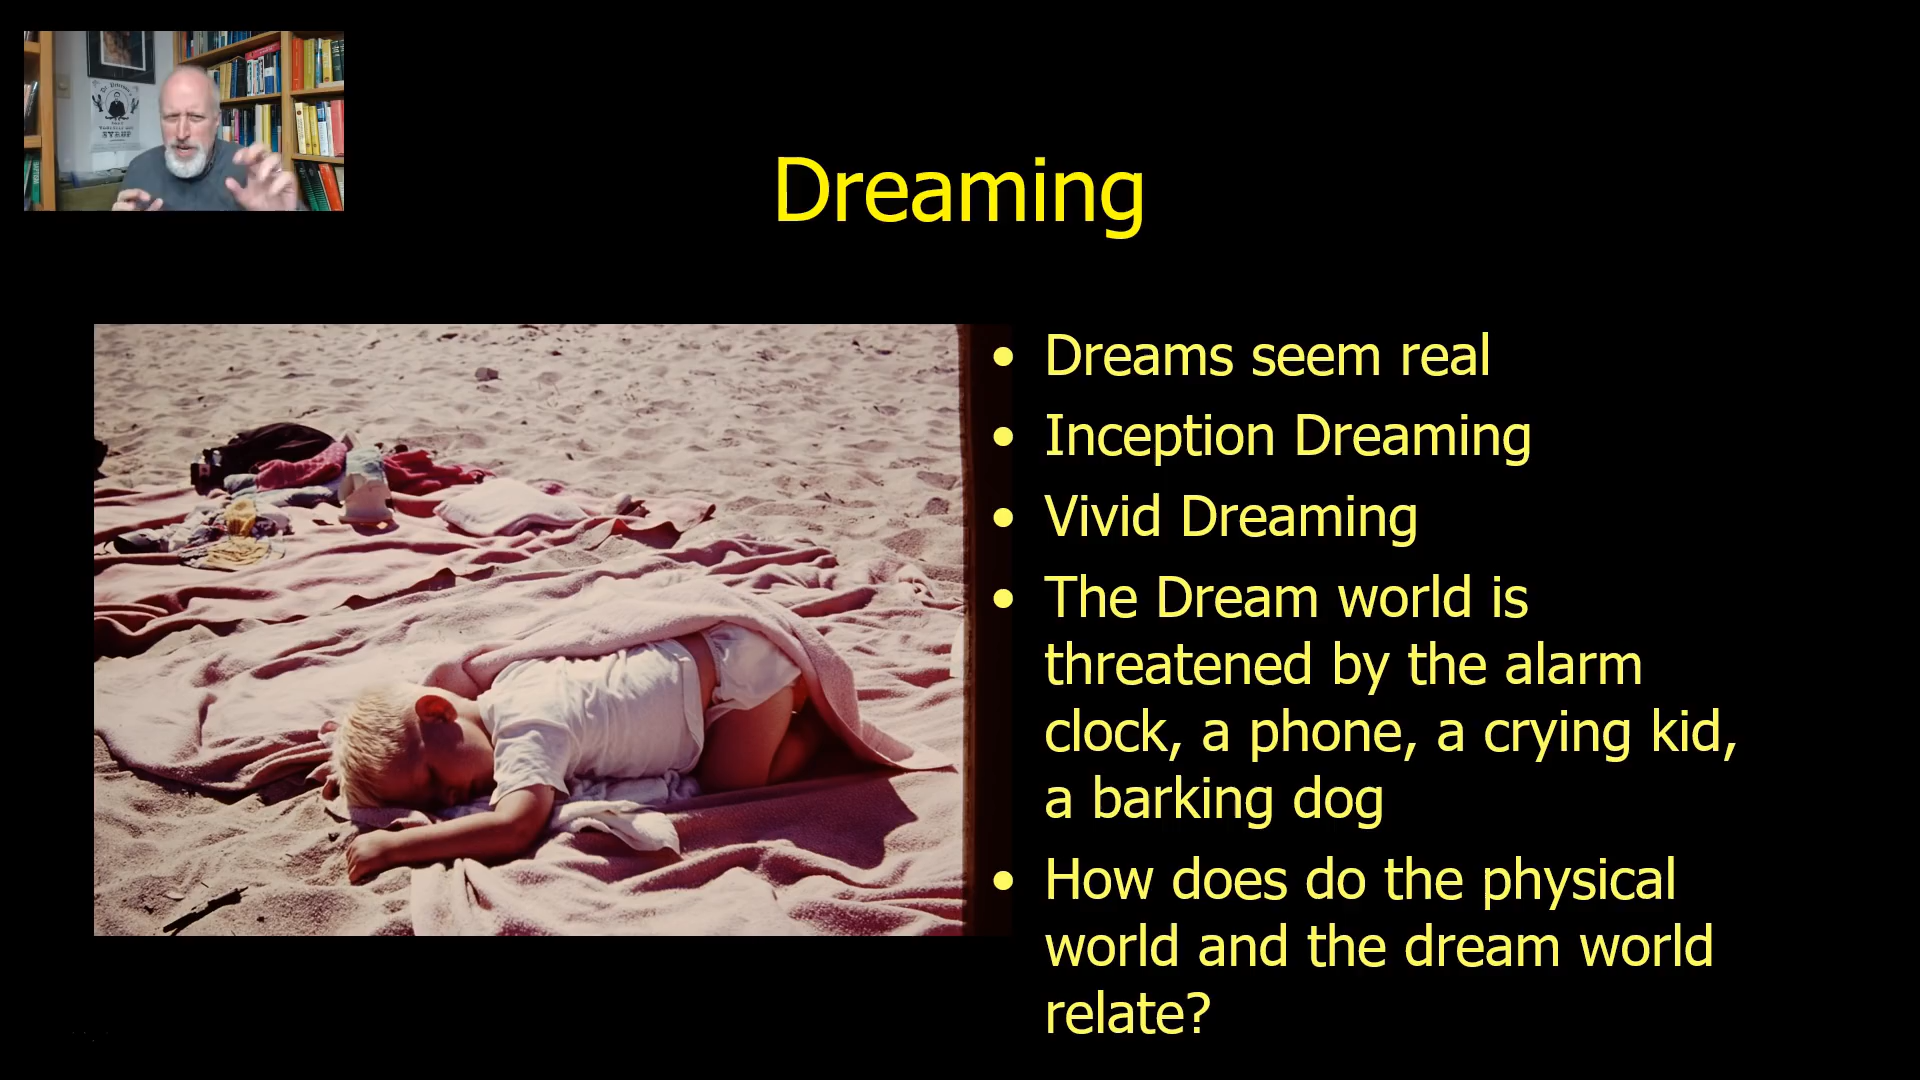 Dreaming
• Dreams seem real
• Inception Dreaming
• Vivid Dreaming
• The Dream world is
threatened by the alarm
clock, a phone, a crying kid,
a barking dog
• How does do the physical
world and the dream world
relate?
SYRUP